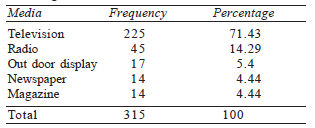 Media Frequency Percentage
Television 225 71.43
Radio 45 14.29
Out door display 17 5.4
Newspaper 14 4.44
Magazine 14 4.44
Total 315 100